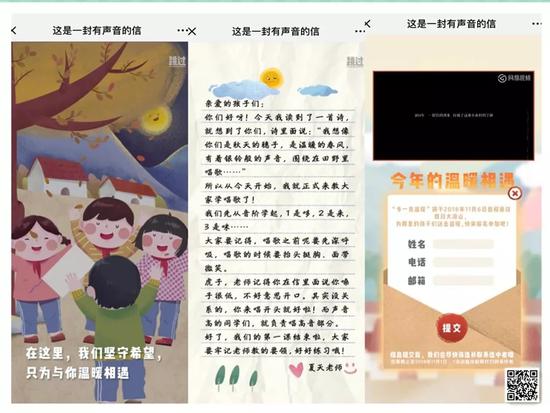 这是一封有声音的信
跳过
在这里，我们坚守希望，
只为与你温暖相遇
这是一封有声音的信
跳过
亲爱的孩子们：
你们好呀！今天我读到了一首诗，
就想到了你们，诗里面说：“我想像
你们是秋天的穗子，是温暖的春风，
有着银铃般的声音，围绕在田野里
唱歌……”
所以从今天开始，我就正式来教大
家学唱歌了！
我们先从音阶学起，1是哆，2是来，
3是咪……
大家要记得，唱歌之前呢要先深呼
吸，唱歌的时候要抬头挺胸，面带
微笑。
虎子，老师记得你在信里面说你嗓
子很低，不好意思开口。其实没关
系的，你来唱开头就好啦！而声音
高的同学们，就负责唱高音部分。
好了，我们的第一课结束啦，大家
要牢记老师教的要领，好好练习哦！
夏天老师
这是一封有声音的信
网易视频
今年的温暖相遇
姓名
电话
邮箱
提交